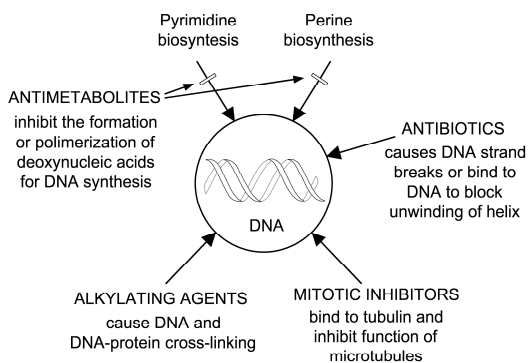 Pyrimidine
biosyntesis
Perine
biosynthesis
ANTIMETABOLITES
inhibit the formation
or polimerization of
deoxynucleic acids
for DNA synthesis
ANTIBIOTICS
causes DNA strand
breaks or bind to
DNA to block
unwinding of helix
DNA
ALKYLATING AGENTS
cause DNA and
DNA-protein cross-linking
MITOTIC INHIBITORS
bind to tubulin and
inhibit function of
microtubules